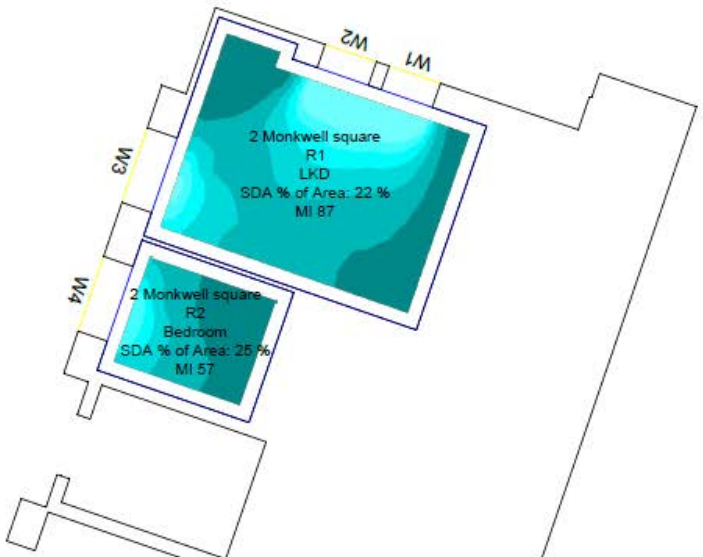 W2
W1
2 Monkwell square
R1
LKD
SDA % of Area: 22 %
MI 87
W3
2 Monkwell square
R2
Bedroom
SDA % of Area: 25 %
MI 57
W4